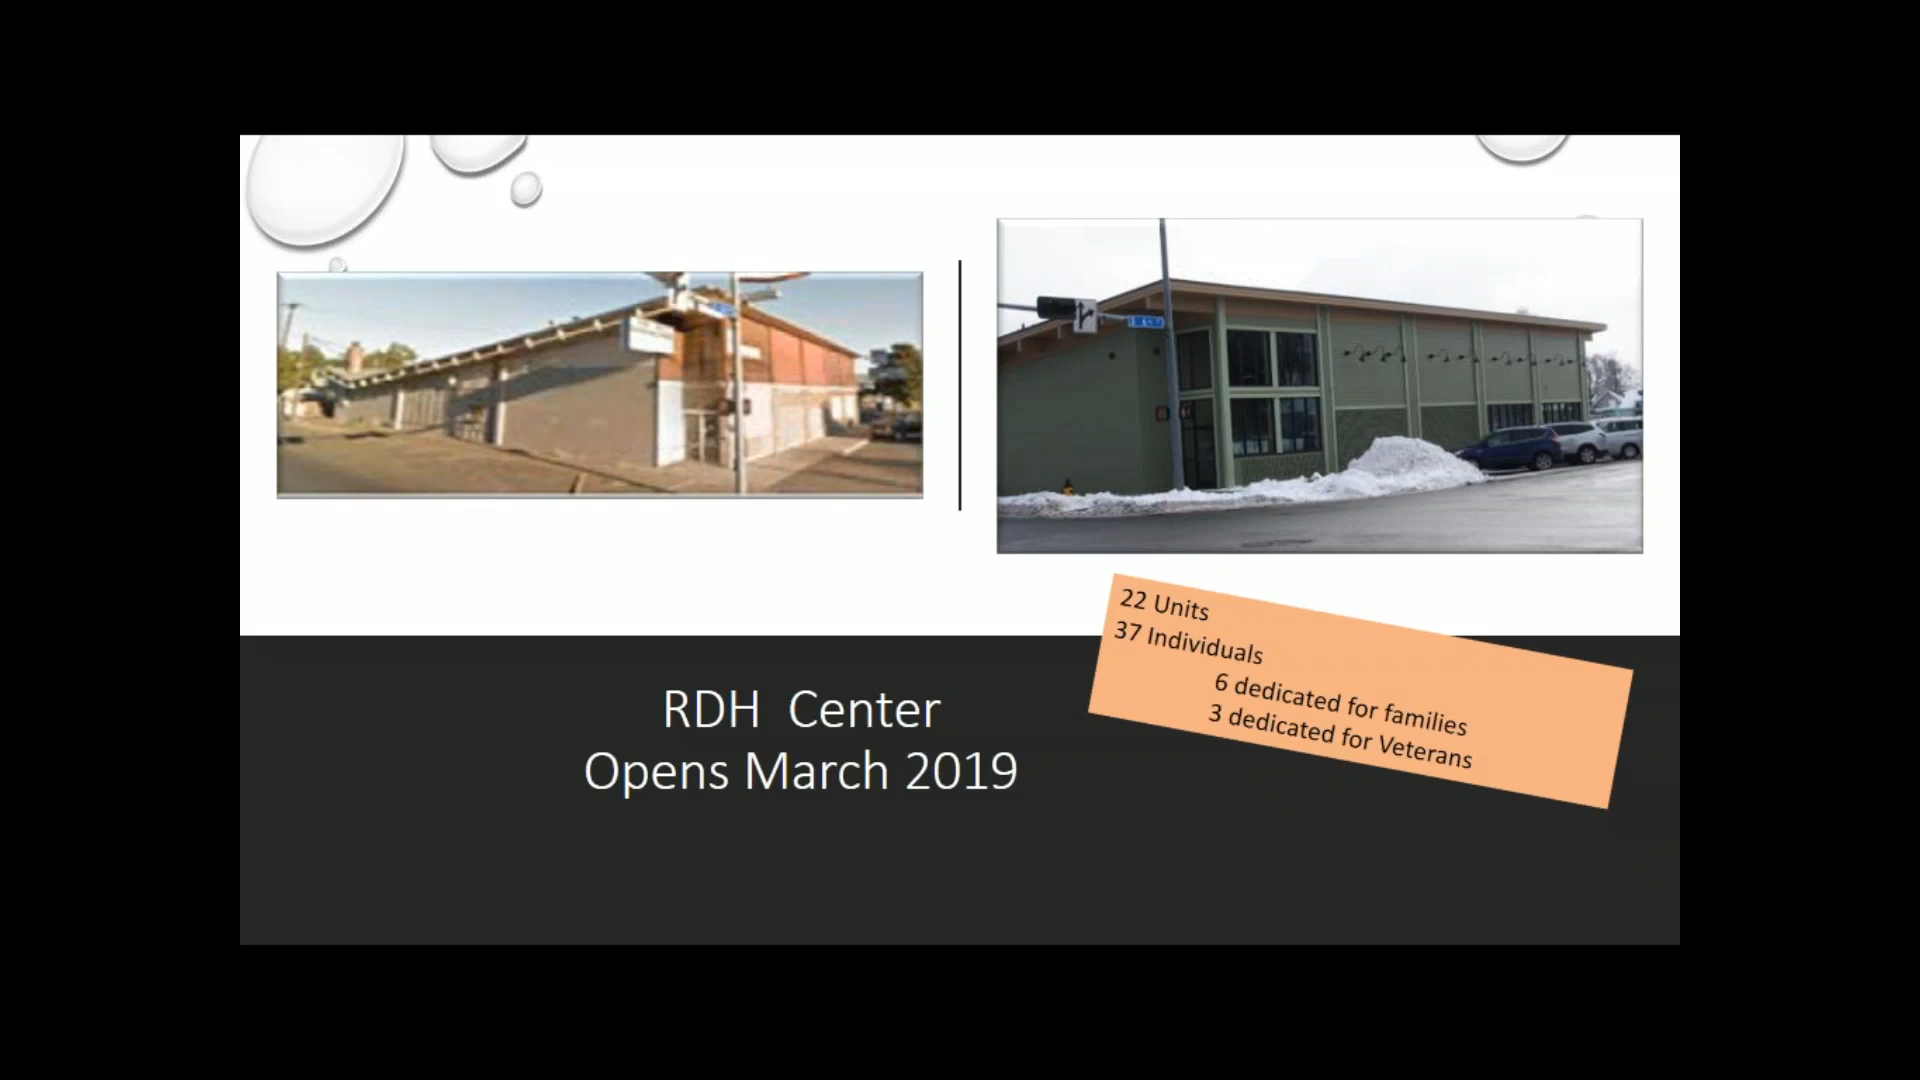 22 Units
37 Individuals
6 dedicated for families
3 dedicated for Veterans
RDH Center
Opens March 2019